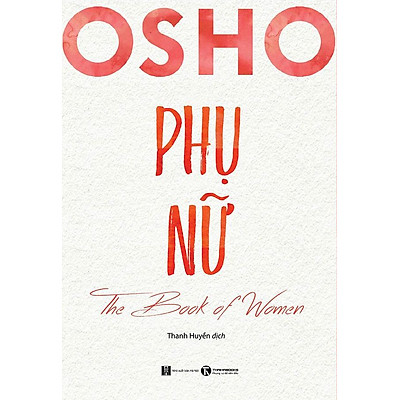 OSHO
PHỤ
NỮ
The Book of Women
Thanh Huyền dịch